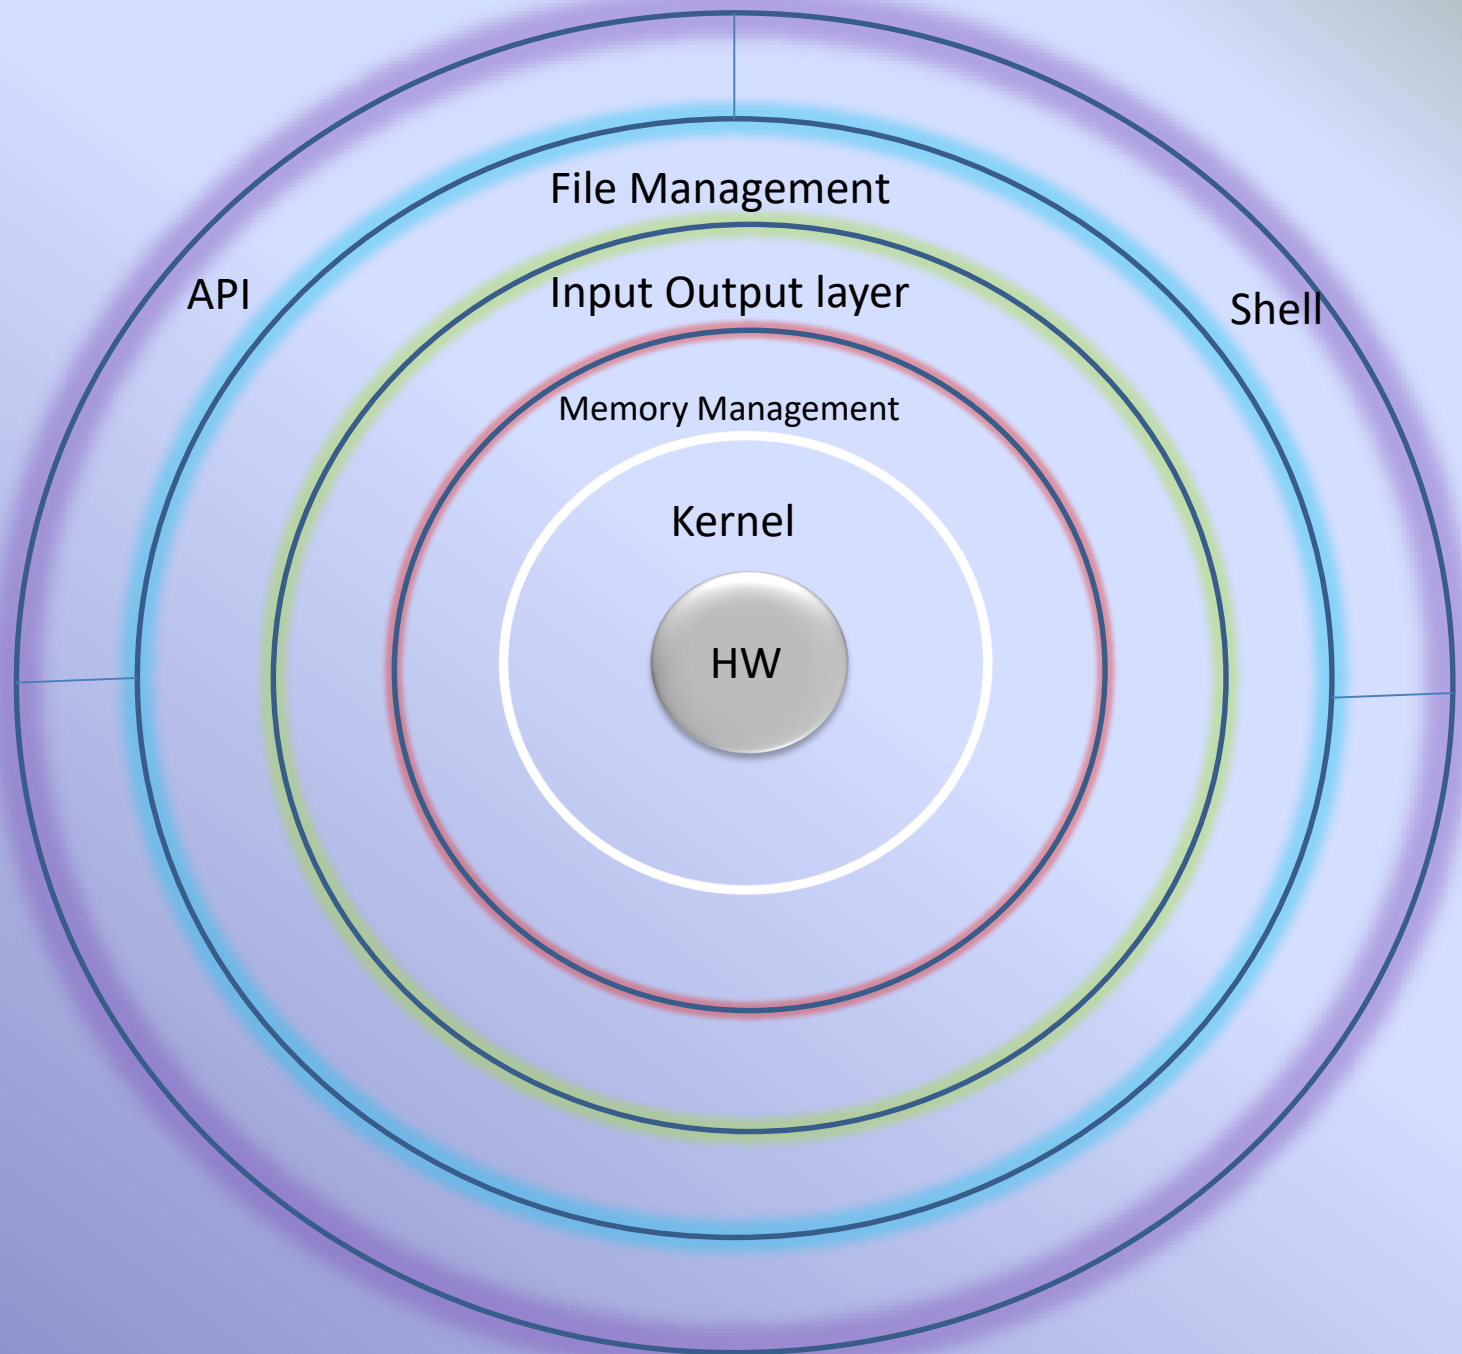 File Management
API
Input Output layer
Shell
Memory Management
Kernel
HW